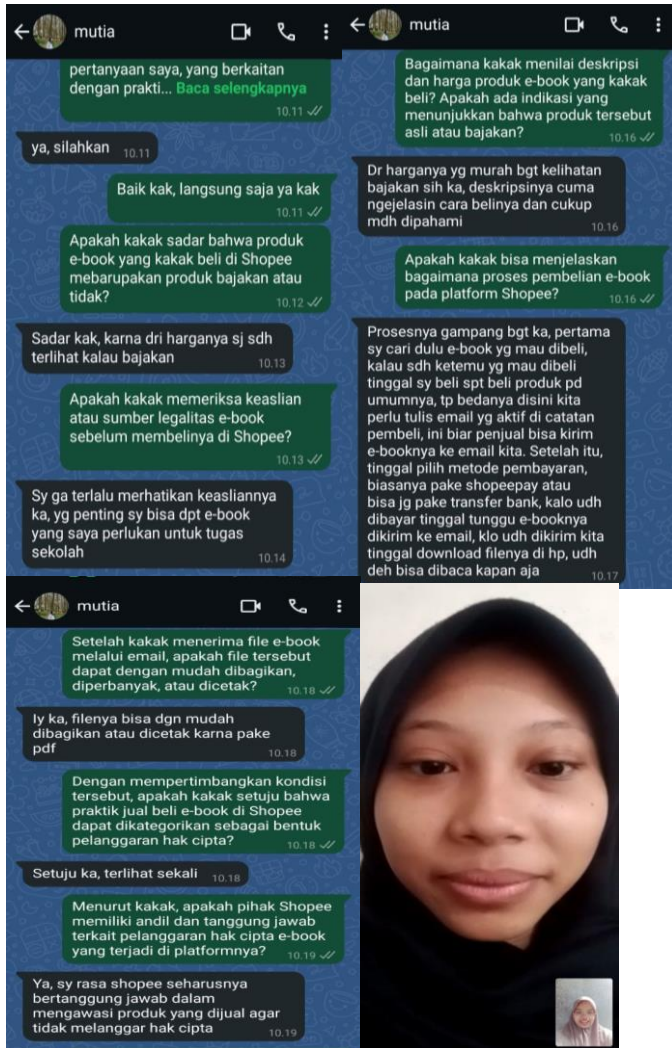 mutia
pertanyaan saya, yang berkaitan
dengan prakti... Baca selengkapnya
10.11
ya, silahkan 10.11
Baik kak, langsung saja ya kak
10.11
Apakah kakak sadar bahwa produk
e-book yang kakak beli di Shopee
mebarupakan produk bajakan atau
tidak?
10.12
Sadar kak, karna dri harganya sj sdh
terlihat kalau bajakan 10.13
Apakah kakak memeriksa keaslian
atau sumber legalitas e-book
sebelum membelinya di Shopee?
10.13
Sy ga terlalu merhatikan keasliannya
ka, yg penting sy bisa dpt e-book
yang saya perlukan untuk tugas
sekolah 10.14
mutia
Bagaimana kakak menilai deskripsi
dan harga produk e-book yang kakak
beli? Apakah ada indikasi yang
menunjukkan bahwa produk tersebut
asli atau bajakan? 10.16
Dr harganya yg murah bgt kelihatan
bajakan sih ka, deskripsinya cuma
ngejelasin cara belinya dan cukup
mdh dipahami 10.16
Apakah kakak bisa menjelaskan
bagaimana proses pembelian e-book
pada platform Shopee? 10.16
Prosesnya gampang bgt ka, pertama
sy cari dulu e-book yg mau dibeli,
kalau sdh ketemu yg mau dibeli
tinggal sy beli spt beli produk pd
umumnya, tp bedanya disini kita
perlu tulis email yg aktif di catatan
pembeli, ini biar penjual bisa kirim
e-booknya ke email kita. Setelah itu,
tinggal pilih metode pembayaran,
biasanya pake shopeepay atau
bisa jg pake transfer bank, kalo udh
dibayar tinggal tunggu e-booknya
dikirim ke email, klo udh dikirim kita
tinggal download filenya di hp, udh
deh bisa dibaca kapan aja 10.17
mutia
Setelah kakak menerima file e-book
melalui email, apakah file tersebut
dapat dengan mudah dibagikan,
diperbanyak, atau dicetak? 10.18
Iy ka, filenya bisa dgn mudah
dibagikan atau dicetak karna pake
pdf 10.18
Dengan mempertimbangkan kondisi
tersebut, apakah kakak setuju bahwa
praktik jual beli e-book di Shopee
dapat dikategorikan sebagai bentuk
pelanggaran hak cipta? 10.18
Setuju ka, terlihat sekali 10.18
Menurut kakak, apakah pihak Shopee
memiliki andil dan tanggung jawab
terkait pelanggaran hak cipta e-book
yang terjadi di platformnya? 10.19
Ya, sy rasa shopee seharusnya
bertanggung jawab dalam
mengawasi produk yang dijual agar
tidak melanggar hak cipta 10.19